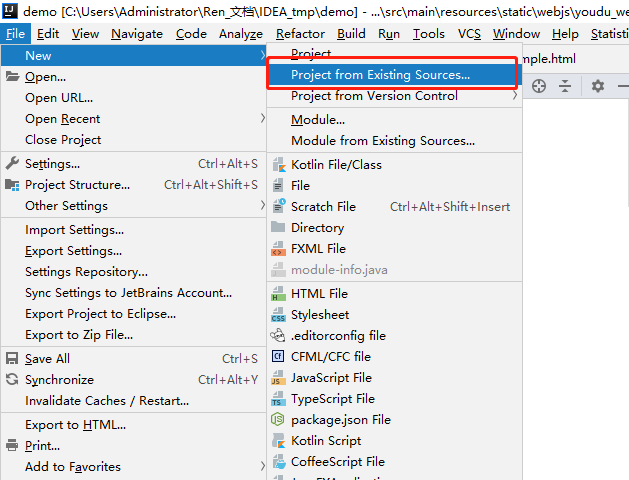 demo [C:\Users\Administrator\Ren_文档\IDEA_tmp\demo] - ...\src\main\resources\static\webjs\youdu_we
File Edit View Navigate Code Analyze Refactor Build Run Tools VCS Window Help Statisti
New
Open...
Open URL...
Open Recent
Close Project
Settings... Ctrl+Alt+S
Project Structure... Ctrl+Alt+Shift+S
Other Settings
Import Settings...
Export Settings...
Settings Repository...
Sync Settings to JetBrains Account...
Export Project to Eclipse...
Export to Zip File...
Save All Ctrl+S
Synchronize Ctrl+Alt+Y
Invalidate Caches / Restart...
Export to HTML...
Print...
Add to Favorites
Project...
Project from Existing Sources...
Project from Version Control
Module...
Module from Existing Sources...
Kotlin File/Class
File
Scratch File Ctrl+Alt+Shift+Insert
Directory
FXML File
module-info.java
HTML File
Stylesheet
.editorconfig file
CFML/CFC file
JavaScript File
TypeScript File
package.json File
Kotlin Script
CoffeeScript File
JavaFXApplication
mple.html